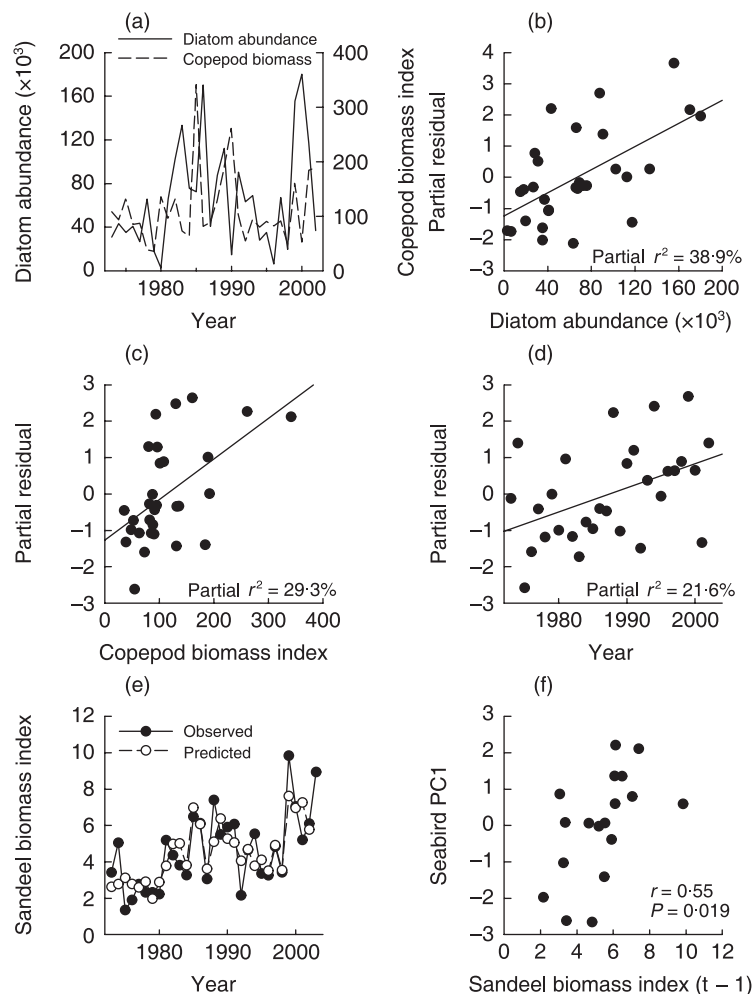 (a)
Diatom abundance
Copepod biomass
Diatom abundance (×10³)
200
160
120
80
40
0
400
300
200
100
0
1980 1990 2000
Year
(b)
Copepod biomass index
Partial residual
4
3
2
1
0
−1
−2
−3
Partial r² = 38·9%
0 40 80 120 160 200
Diatom abundance (×10³)
(c)
Partial residual
3
2
1
0
−1
−2
−3
Partial r² = 29·3%
0 100 200 300 400
Copepod biomass index
(d)
Partial residual
3
2
1
0
−1
−2
−3
Partial r² = 21·6%
1980 1990 2000
Year
(e)
Observed
Predicted
Sandeel biomass index
12
10
8
6
4
2
0
1980 1990 2000
Year
(f)
Seabird PC1
3
2
1
0
−1
−2
−3
r = 0·55
P = 0·019
0 2 4 6 8 10 12
Sandeel biomass index (t − 1)